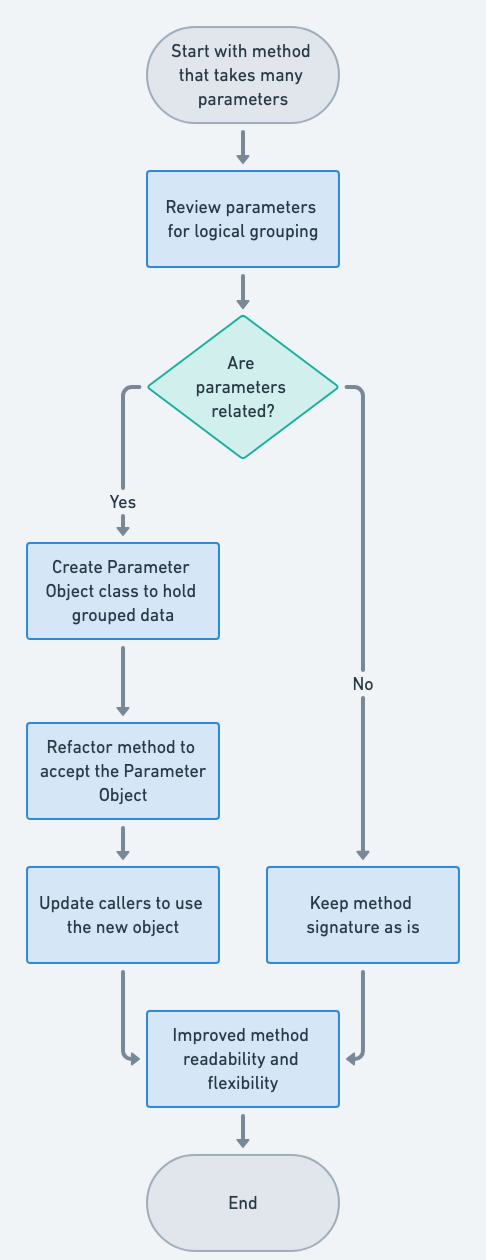 Start with method
that takes many
parameters
Review parameters
for logical grouping
Are
parameters
related?
Yes
Create Parameter
Object class to hold
grouped data
No
Refactor method to
accept the Parameter
Object
Update callers to use
the new object
Keep method
signature as is
Improved method
readability and
flexibility
End